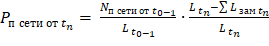 Pп сети от tn = Nп сети от t0−1 / Lt0−1 · Ltn−∑ Lзам tn / Ltn